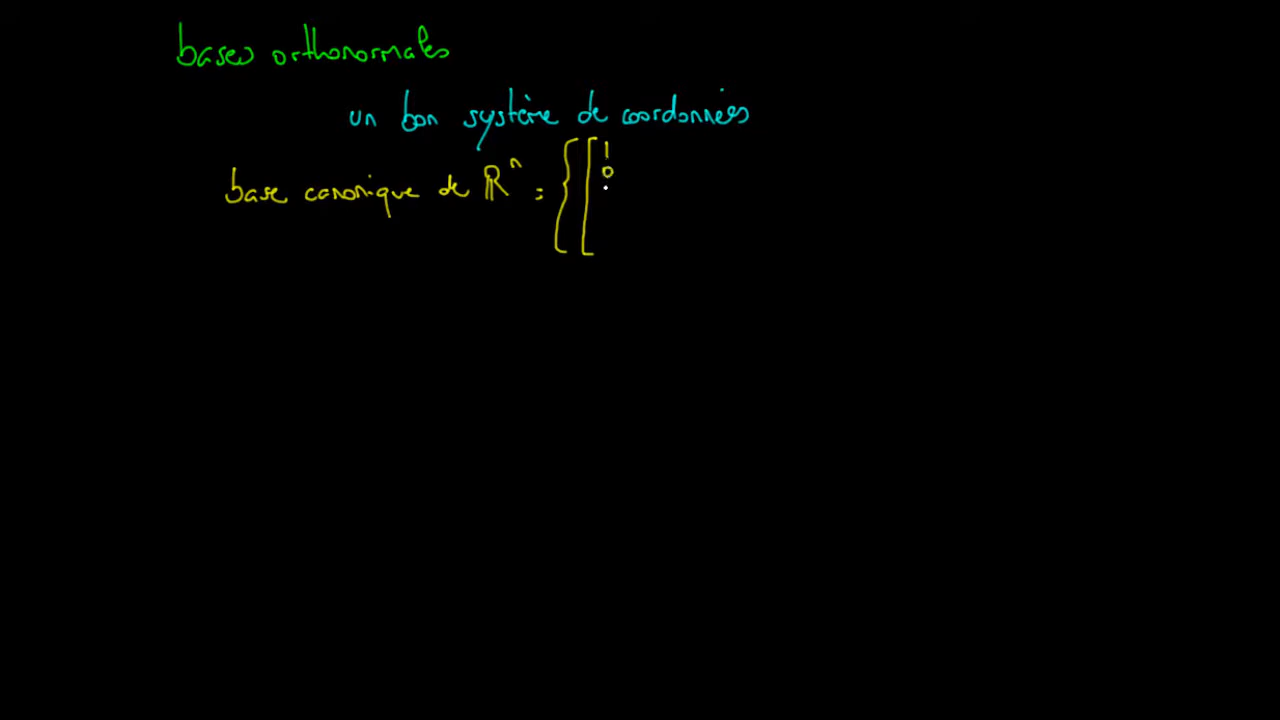 bases orthonormales
un bon système de coordonnées
base canonique de ℝⁿ : { [ 1
0